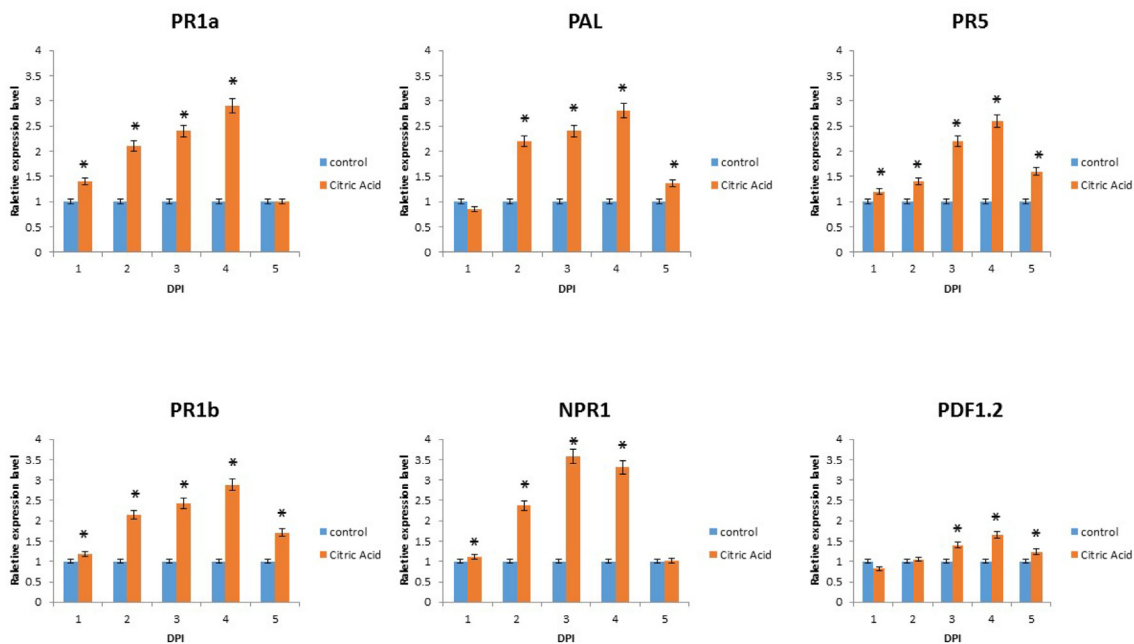 PR1a
4
3.5
3
2.5
2
1.5
1
0.5
0
Raletive expression level
*
*
*
*
1 2 3 4 5
DPI
control
Citric Acid
PAL
4
3.5
3
2.5
2
1.5
1
0.5
0
Raletive expression level
*
*
*
*
1 2 3 4 5
DPI
control
Citric Acid
PR5
4
3.5
3
2.5
2
1.5
1
0.5
0
Raletive expression level
*
*
*
*
*
1 2 3 4 5
DPI
control
Citric Acid
PR1b
4
3.5
3
2.5
2
1.5
1
0.5
0
Raletive expression level
*
*
*
*
*
1 2 3 4 5
DPI
control
Citric Acid
NPR1
4
3.5
3
2.5
2
1.5
1
0.5
0
Raletive expression level
*
*
*
*
1 2 3 4 5
DPI
control
Citric Acid
PDF1.2
4
3.5
3
2.5
2
1.5
1
0.5
0
Raletive expression level
*
*
*
1 2 3 4 5
DPI
control
Citric Acid